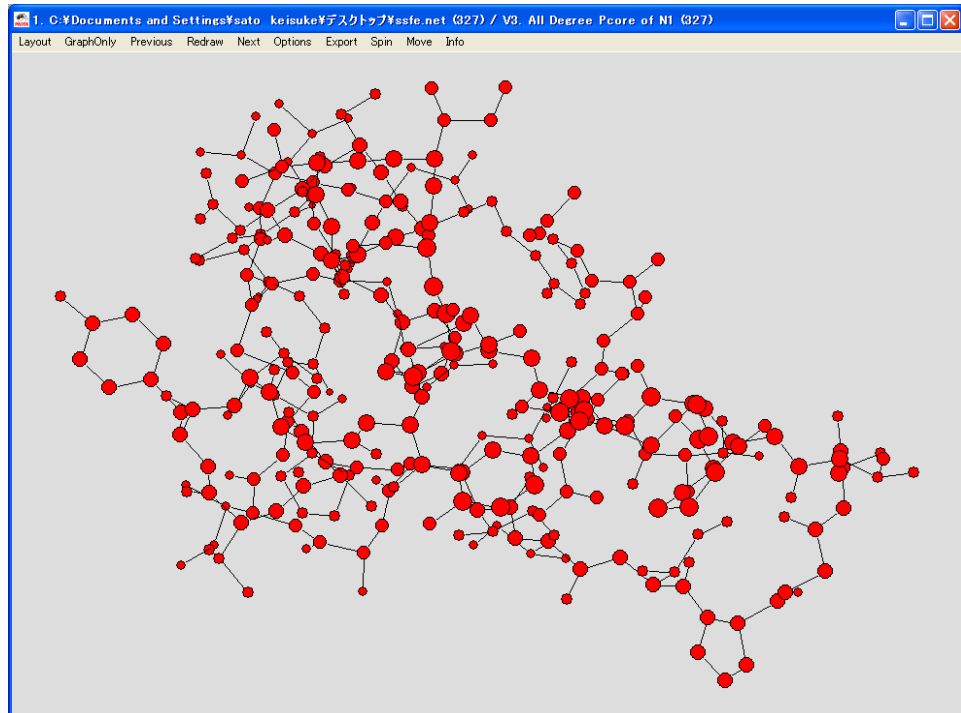 1. C:¥Documents and Settings¥sato keisuke¥デスクトップ¥ssfe.net (327) / V3. All Degree Pcore of N1 (327)
Layout GraphOnly Previous Redraw Next Options Export Spin Move Info